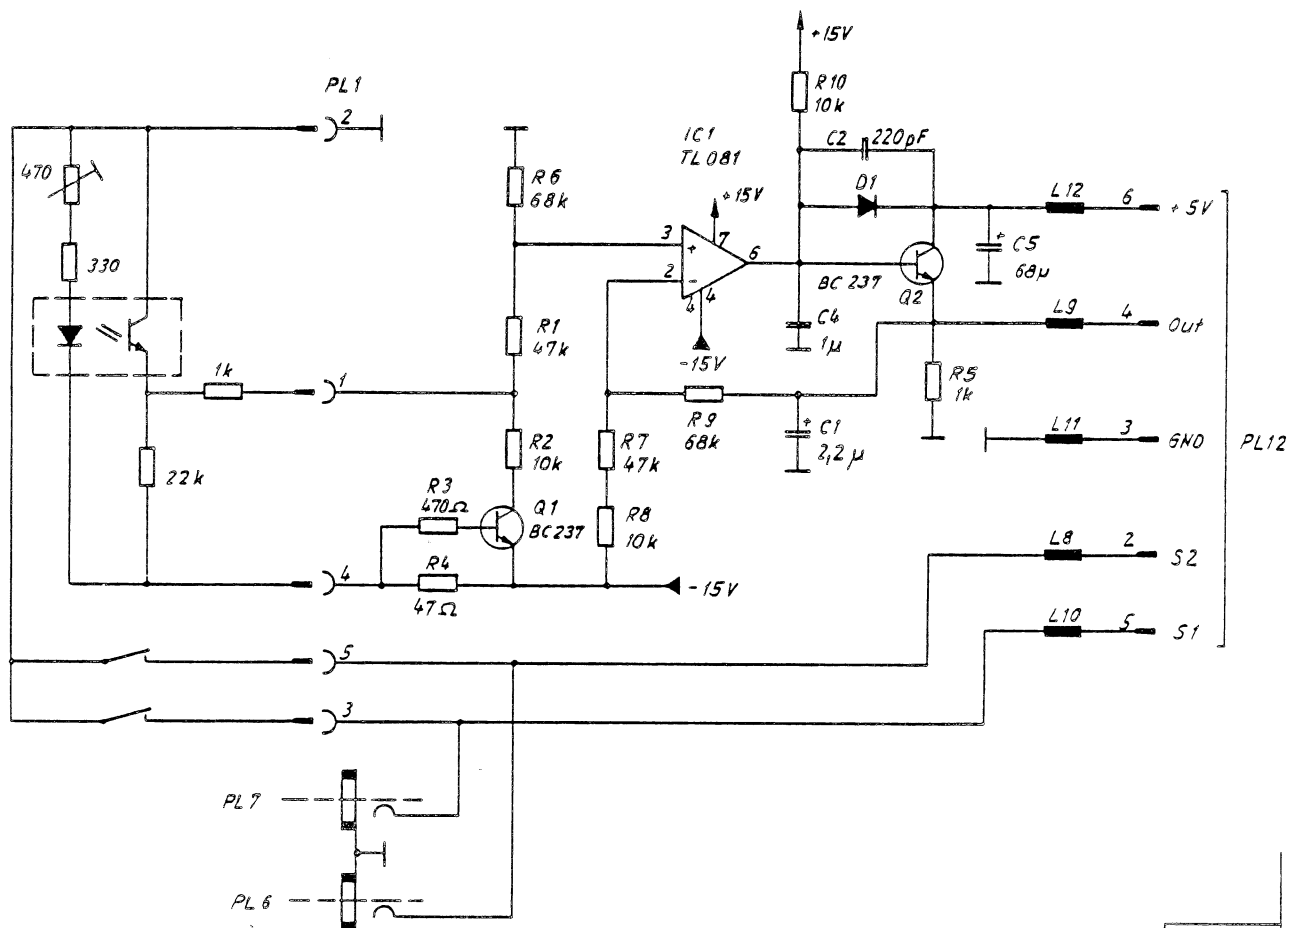 +15V
PL1
R10
10k
2
IC1
TL081
C2
220pF
470
R6
68k
D1
+15V
L12
6
+5V
3
7
+
6
C5
+
68µ
330
2
-
4
4
BC237
Q2
L9
4
Out
R1
47k
C4
1µ
-15V
1k
1
R5
1k
R9
68k
+
C1
2,2µ
L11
3
GND
PL12
R2
10k
R7
47k
22k
R3
470Ω
Q1
BC237
R8
10k
L8
2
S2
4
R4
47Ω
-15V
L10
5
S1
5
3
PL7
PL6